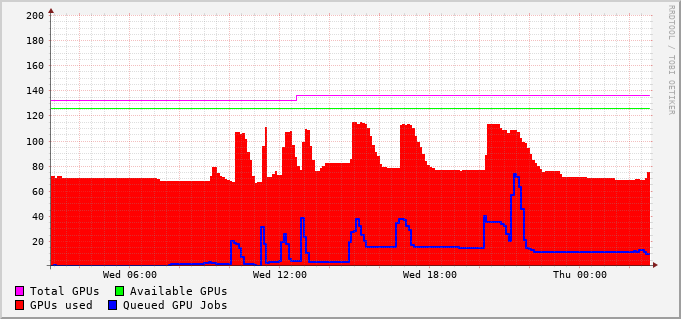 200
180
160
140
120
100
80
60
40
20
Wed 06:00 Wed 12:00 Wed 18:00 Thu 00:00
Total GPUs Available GPUs
GPUs used Queued GPU Jobs
RRDTOOL / TOBI OETIKER